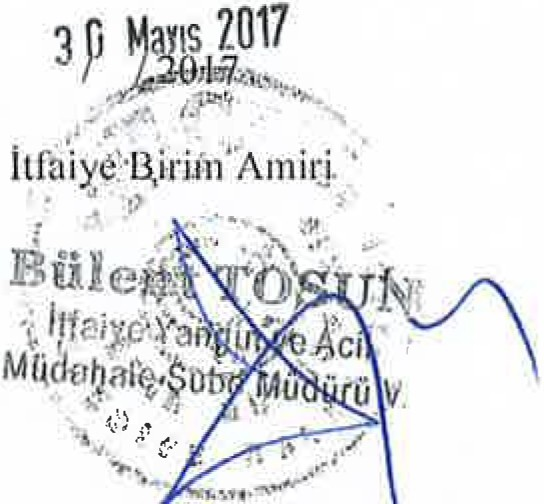 30 Mayıs 2017
/ /2017
İtfaiye Birim Amiri
Bülent TOSUN
İtfaiye Yangın ve Acil
Müdahale Şube Müdürü V.